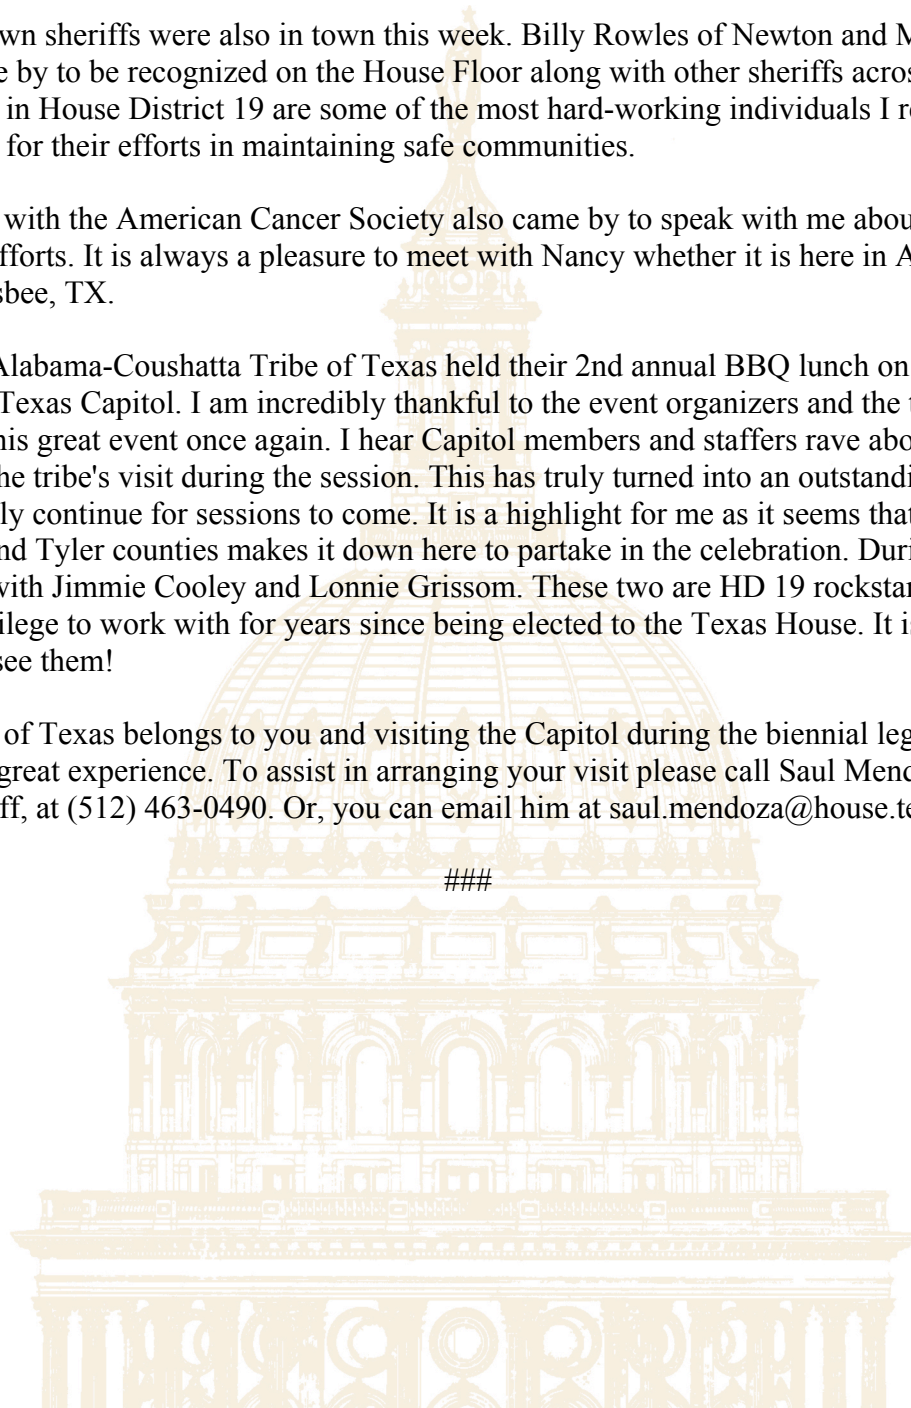 wn sheriffs were also in town this week. Billy Rowles of Newton and M
e by to be recognized on the House Floor along with other sheriffs acros
in House District 19 are some of the most hard-working individuals I r
for their efforts in maintaining safe communities.
with the American Cancer Society also came by to speak with me abou
fforts. It is always a pleasure to meet with Nancy whether it is here in A
sbee, TX.
Alabama-Coushatta Tribe of Texas held their 2nd annual BBQ lunch on
Texas Capitol. I am incredibly thankful to the event organizers and the t
his great event once again. I hear Capitol members and staffers rave abo
he tribe's visit during the session. This has truly turned into an outstandi
ly continue for sessions to come. It is a highlight for me as it seems that
nd Tyler counties makes it down here to partake in the celebration. Duri
with Jimmie Cooley and Lonnie Grissom. These two are HD 19 rockstar
ilege to work with for years since being elected to the Texas House. It is
see them!
of Texas belongs to you and visiting the Capitol during the biennial leg
great experience. To assist in arranging your visit please call Saul Mend
ff, at (512) 463-0490. Or, you can email him at saul.mendoza@house.te
###